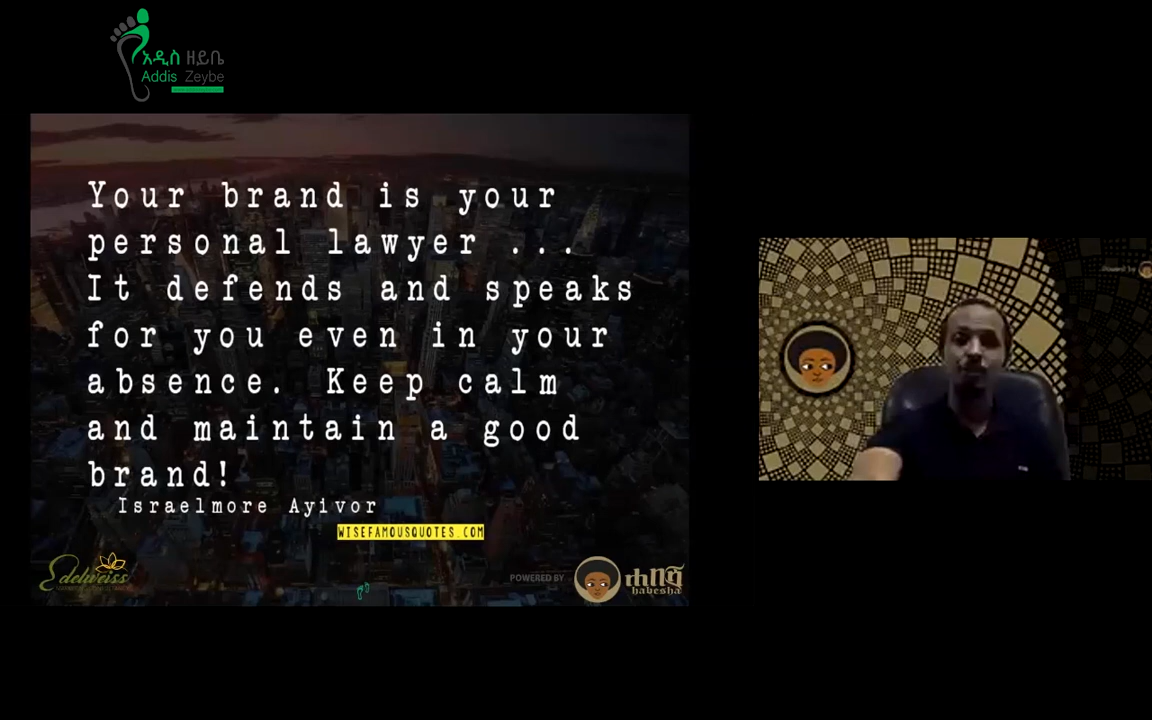 አዲስ ዘይቤ
Addis Zeybe
Your brand is your
personal lawyer ...
It defends and speaks
for you even in your
absence. Keep calm
and maintain a good
brand!
Israelmore Ayivor
WISEFAMOUSQUOTES.COM
Edelweiss
POWERED BY
ሐበሻ
habesha